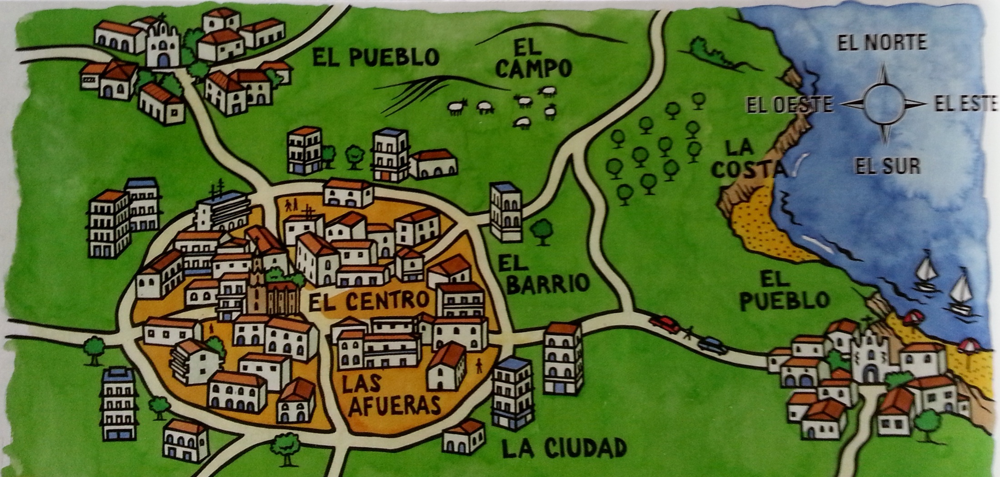 EL PUEBLO
EL
CAMPO
EL NORTE
EL OESTE
EL ESTE
EL SUR
LA
COSTA
EL
BARRIO
EL
PUEBLO
EL CENTRO
LAS
AFUERAS
LA CIUDAD